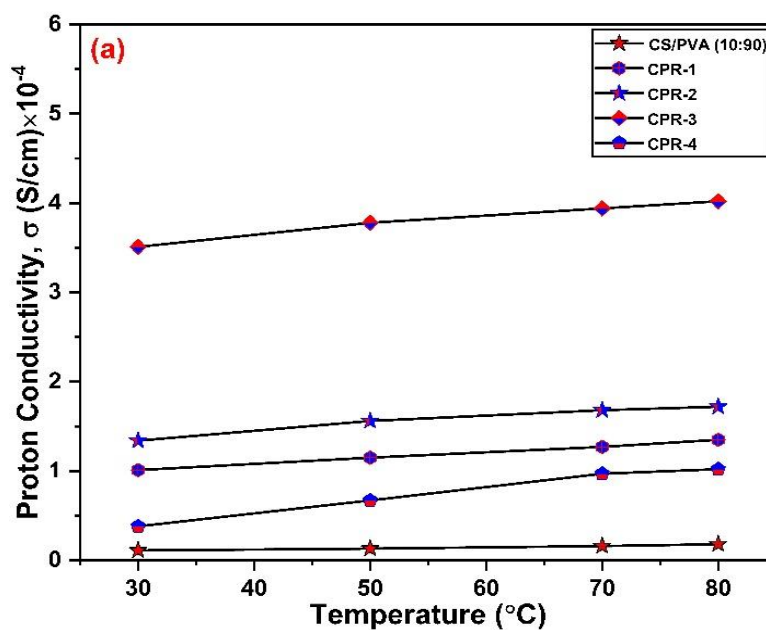 (a)
CS/PVA (10:90)
CPR-1
CPR-2
CPR-3
CPR-4
Proton Conductivity, σ (S/cm)×10⁻⁴
6
5
4
3
2
1
0
30 40 50 60 70 80
Temperature (°C)